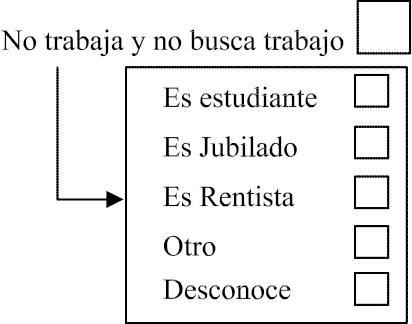 No trabaja y no busca trabajo
Es estudiante
Es Jubilado
Es Rentista
Otro
Desconoce